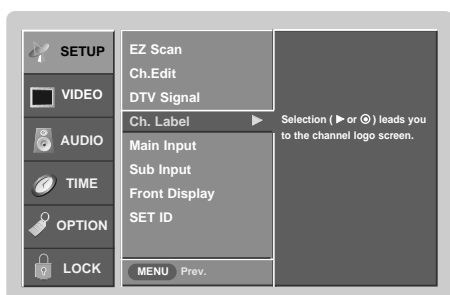 SETUP
VIDEO
AUDIO
TIME
OPTION
LOCK
EZ Scan
Ch.Edit
DTV Signal
Ch. Label ▶
Main Input
Sub Input
Front Display
SET ID
MENU Prev.
Selection ( ▶ or ⊙ ) leads you
to the channel logo screen.